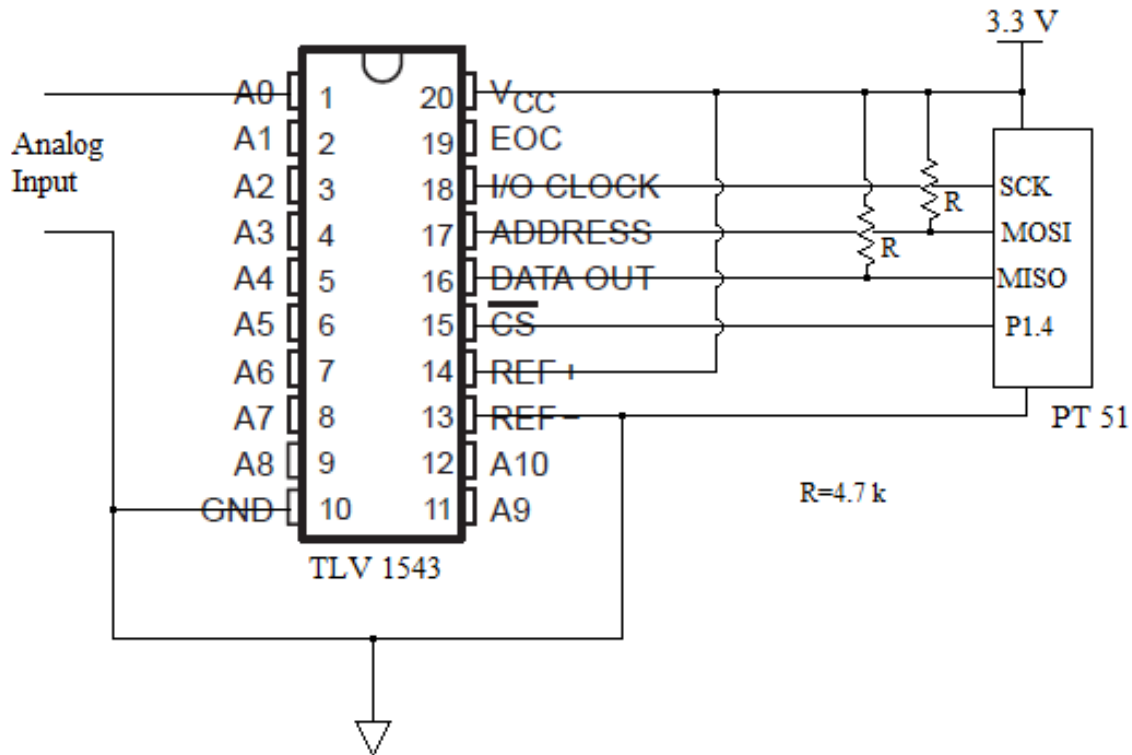 3.3 V
A0 1 20 VCC
A1 2 19 EOC
Analog
Input
A2 3 18 I/O CLOCK SCK
R
A3 4 17 ADDRESS MOSI
R
A4 5 16 DATA OUT MISO
A5 6 15 CS P1.4
A6 7 14 REF+
A7 8 13 REF−
PT 51
A8 9 12 A10
R=4.7 k
GND 10 11 A9
TLV 1543